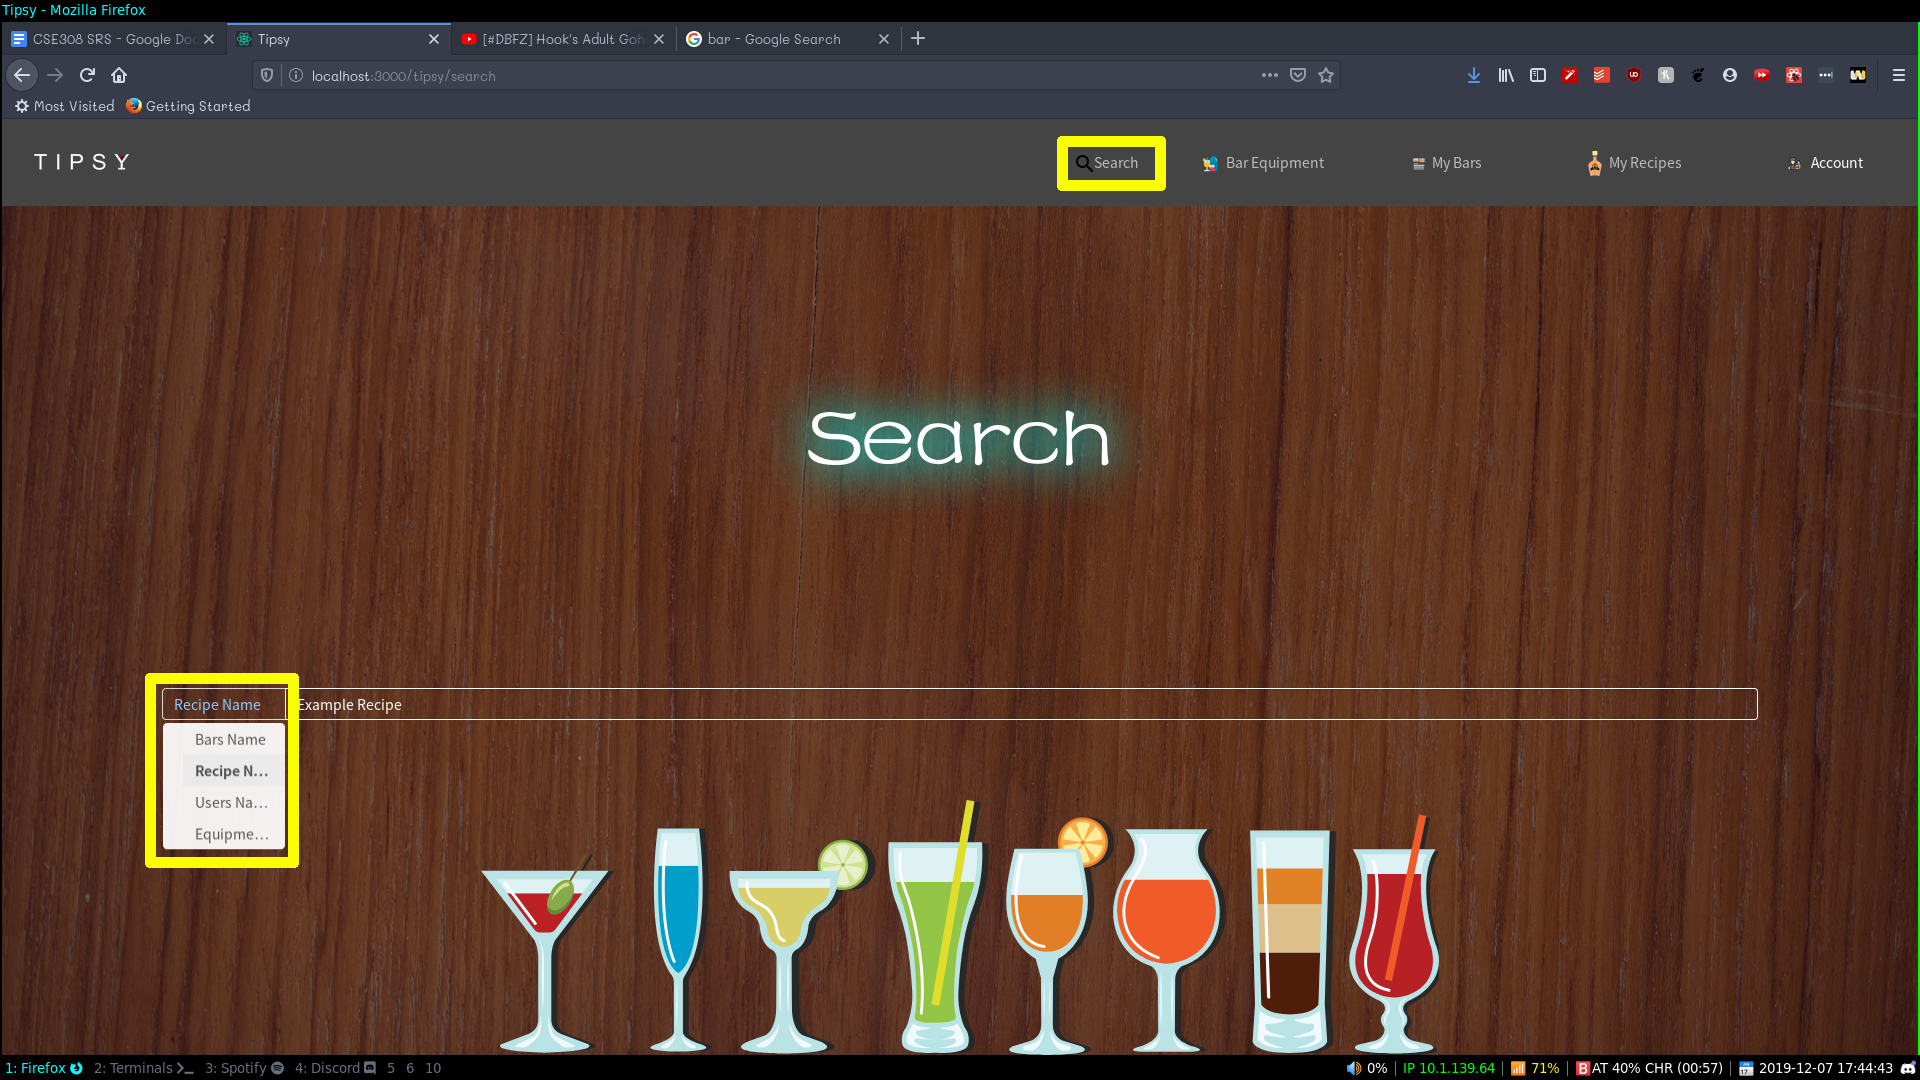 Tipsy - Mozilla Firefox
CSE308 SRS - Google Doc
Tipsy
[#DBFZ] Hook's Adult Goh
bar - Google Search
localhost:3000/tipsy/search
Most Visited
Getting Started
TIPSY
Search
Bar Equipment
My Bars
My Recipes
Account
Search
Recipe Name
Example Recipe
Bars Name
Recipe N...
Users Na...
Equipme...
1: Firefox 2: Terminals 3: Spotify 4: Discord 5 6 10
0% IP 10.1.139.64 71% BAT 40% CHR (00:57) 2019-12-07 17:44:43